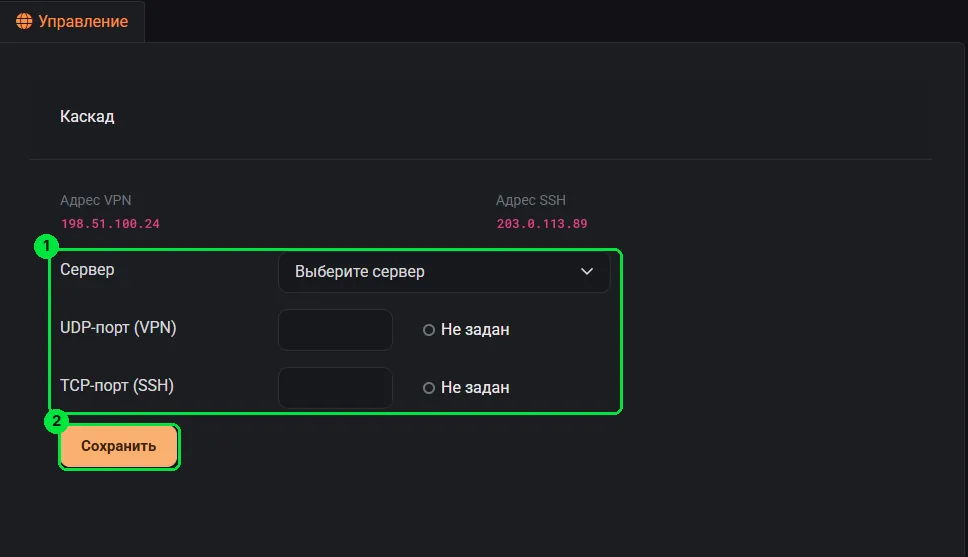 Управление
Каскад
Адрес VPN Адрес SSH
198.51.100.24 203.0.113.89
1
Сервер Выберите сервер
UDP-порт (VPN) Не задан
TCP-порт (SSH) Не задан
2
Сохранить